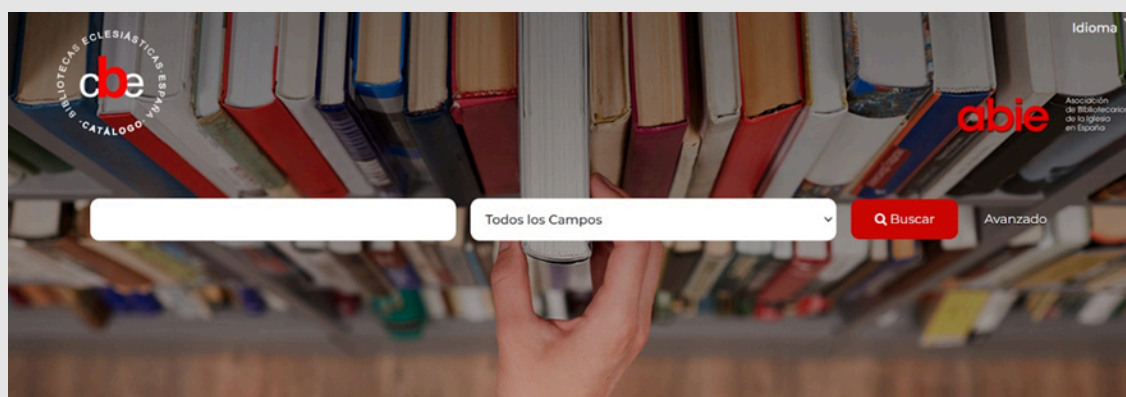 Idioma
BIBLIOTECAS ECLESIÁSTICAS·ESPAÑA
cbe
·CATÁLOGO·
abie
Asociación
de Bibliotecarios
de la Iglesia
en España
Todos los Campos
Buscar
Avanzado